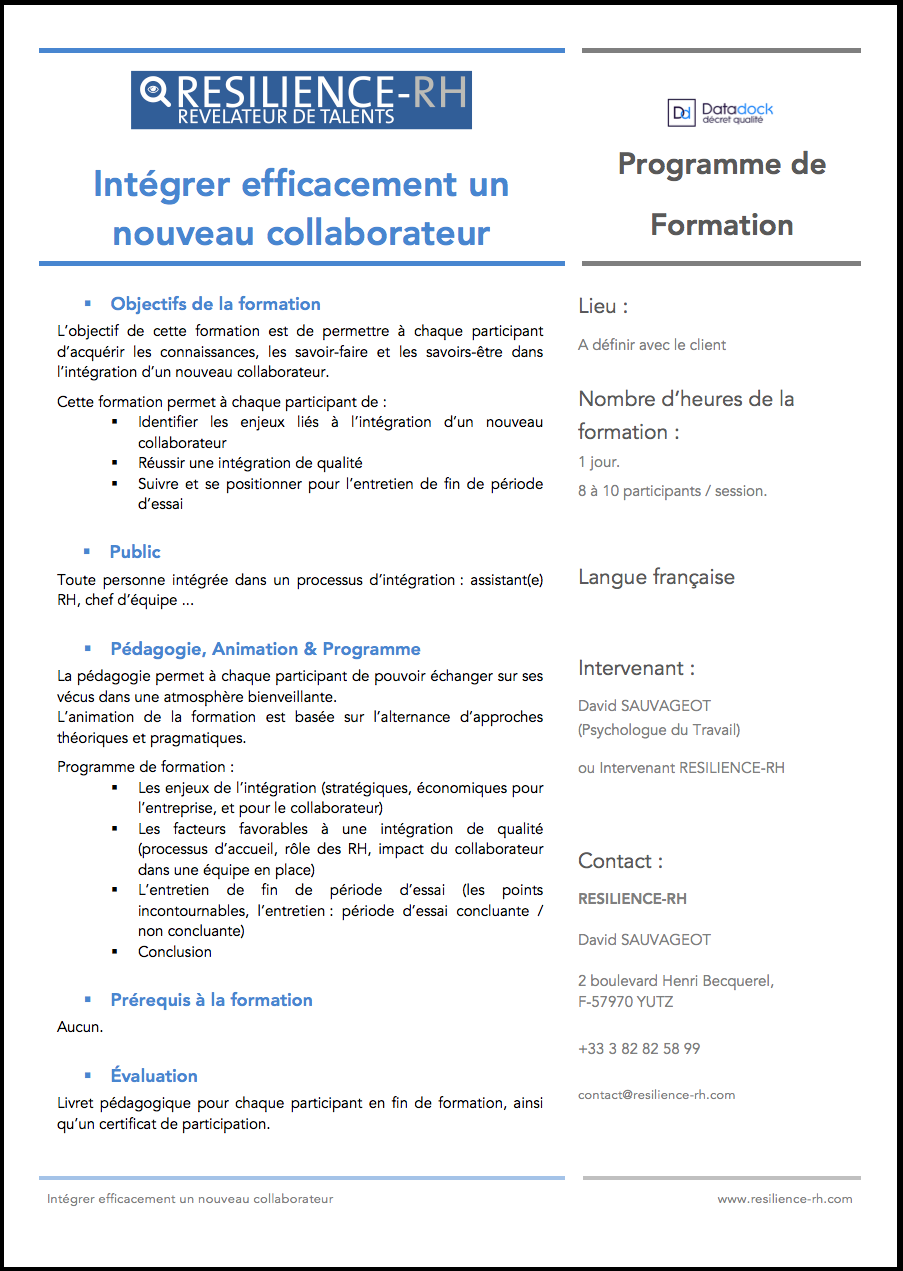 RESILIENCE-RH
REVELATEUR DE TALENTS
Intégrer efficacement un
nouveau collaborateur
Dd Datadock
décret qualité
Programme de
Formation
▪ Objectifs de la formation
L’objectif de cette formation est de permettre à chaque participant
d’acquérir les connaissances, les savoir-faire et les savoirs-être dans
l’intégration d’un nouveau collaborateur.
Cette formation permet à chaque participant de :
▪ Identifier les enjeux liés à l’intégration d’un nouveau
collaborateur
▪ Réussir une intégration de qualité
▪ Suivre et se positionner pour l’entretien de fin de période
d’essai
▪ Public
Toute personne intégrée dans un processus d’intégration : assistant(e)
RH, chef d’équipe ...
▪ Pédagogie, Animation & Programme
La pédagogie permet à chaque participant de pouvoir échanger sur ses
vécus dans une atmosphère bienveillante.
L’animation de la formation est basée sur l’alternance d’approches
théoriques et pragmatiques.
Programme de formation :
▪ Les enjeux de l’intégration (stratégiques, économiques pour
l’entreprise, et pour le collaborateur)
▪ Les facteurs favorables à une intégration de qualité
(processus d’accueil, rôle des RH, impact du collaborateur
dans une équipe en place)
▪ L’entretien de fin de période d’essai (les points
incontournables, l’entretien : période d’essai concluante /
non concluante)
▪ Conclusion
▪ Prérequis à la formation
Aucun.
▪ Évaluation
Livret pédagogique pour chaque participant en fin de formation, ainsi
qu’un certificat de participation.
Lieu :
A définir avec le client
Nombre d’heures de la
formation :
1 jour.
8 à 10 participants / session.
Langue française
Intervenant :
David SAUVAGEOT
(Psychologue du Travail)
ou Intervenant RESILIENCE-RH
Contact :
RESILIENCE-RH
David SAUVAGEOT
2 boulevard Henri Becquerel,
F-57970 YUTZ
+33 3 82 82 58 99
contact@resilience-rh.com
Intégrer efficacement un nouveau collaborateur
www.resilience-rh.com